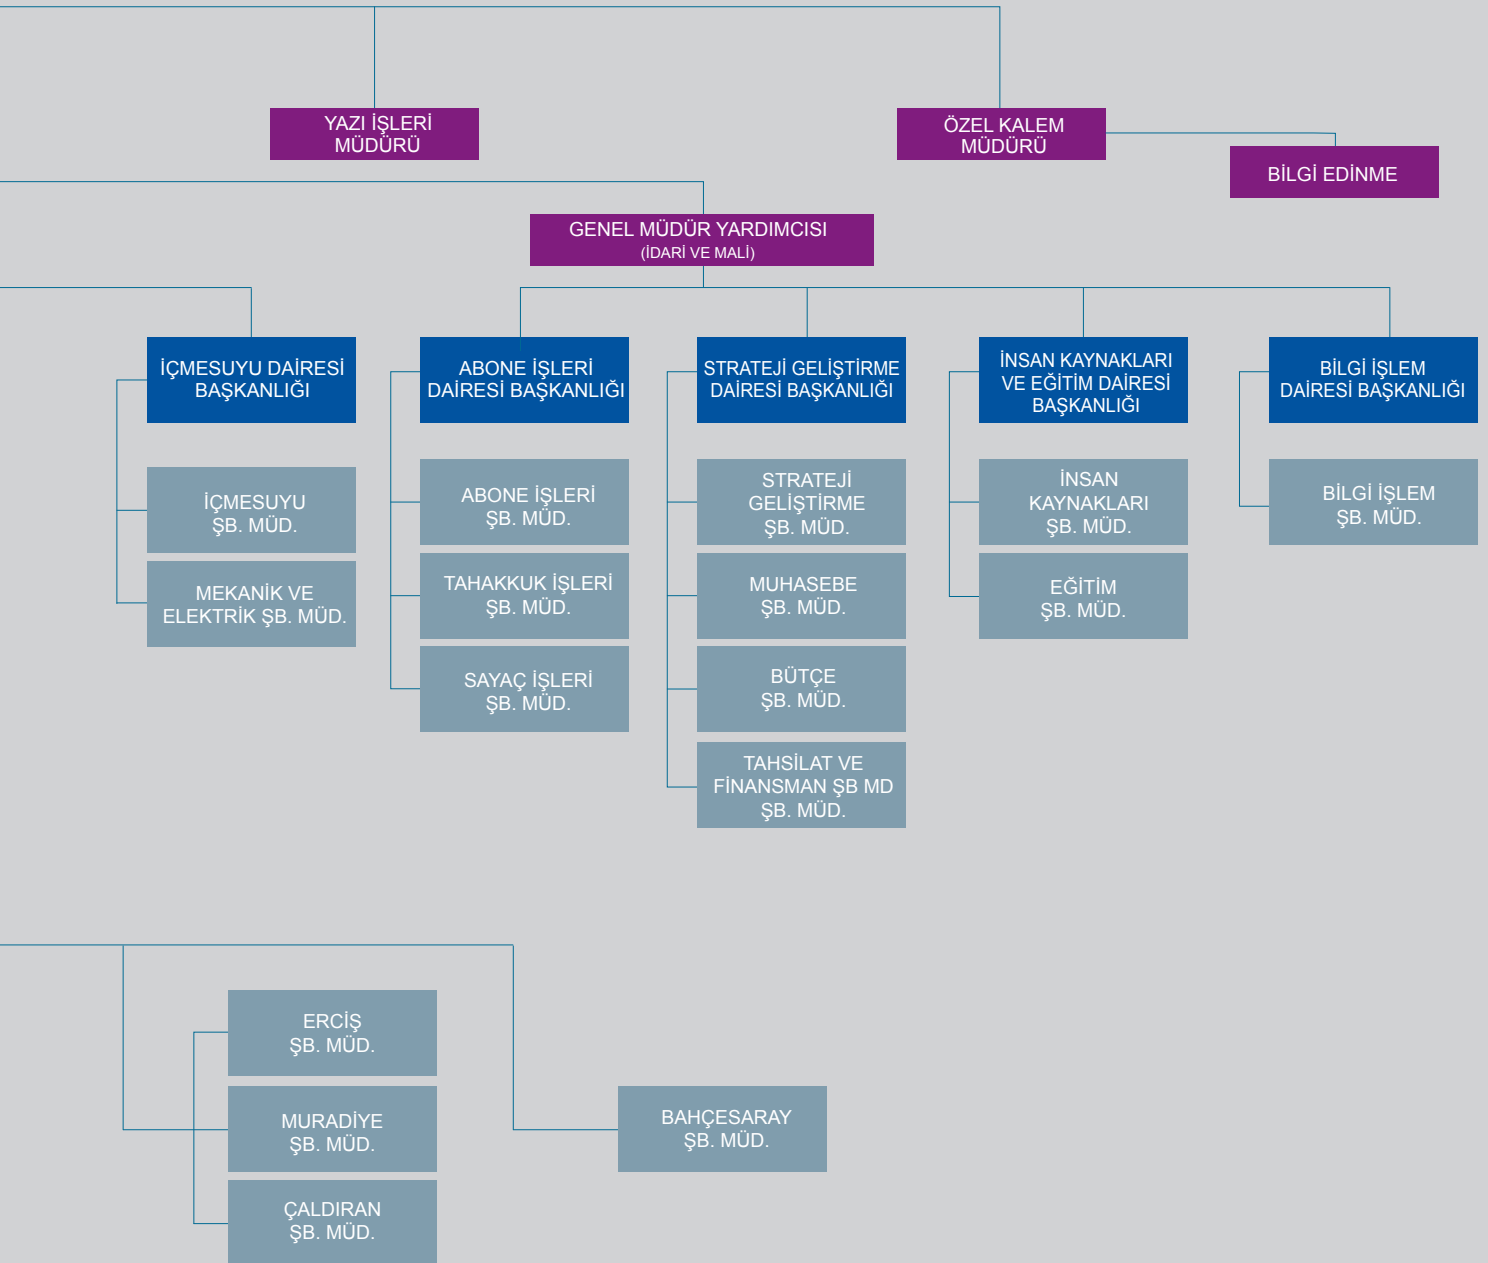 YAZI İŞLERİ
MÜDÜRÜ
ÖZEL KALEM
MÜDÜRÜ
BİLGİ EDİNME
GENEL MÜDÜR YARDIMCISI
(İDARİ VE MALİ)
İÇMESUYU DAİRESİ
BAŞKANLIĞI
İÇMESUYU
ŞB. MÜD.
MEKANİK VE
ELEKTRİK ŞB. MÜD.
ABONE İŞLERİ
DAİRESİ BAŞKANLIĞI
ABONE İŞLERİ
ŞB. MÜD.
TAHAKKUK İŞLERİ
ŞB. MÜD.
SAYAÇ İŞLERİ
ŞB. MÜD.
STRATEJİ GELİŞTİRME
DAİRESİ BAŞKANLIĞI
STRATEJİ
GELİŞTİRME
ŞB. MÜD.
MUHASEBE
ŞB. MÜD.
BÜTÇE
ŞB. MÜD.
TAHSİLAT VE
FİNANSMAN ŞB MD
ŞB. MÜD.
İNSAN KAYNAKLARI
VE EĞİTİM DAİRESİ
BAŞKANLIĞI
İNSAN
KAYNAKLARI
ŞB. MÜD.
EĞİTİM
ŞB. MÜD.
BİLGİ İŞLEM
DAİRESİ BAŞKANLIĞI
BİLGİ İŞLEM
ŞB. MÜD.
ERCİŞ
ŞB. MÜD.
MURADİYE
ŞB. MÜD.
ÇALDIRAN
ŞB. MÜD.
BAHÇESARAY
ŞB. MÜD.